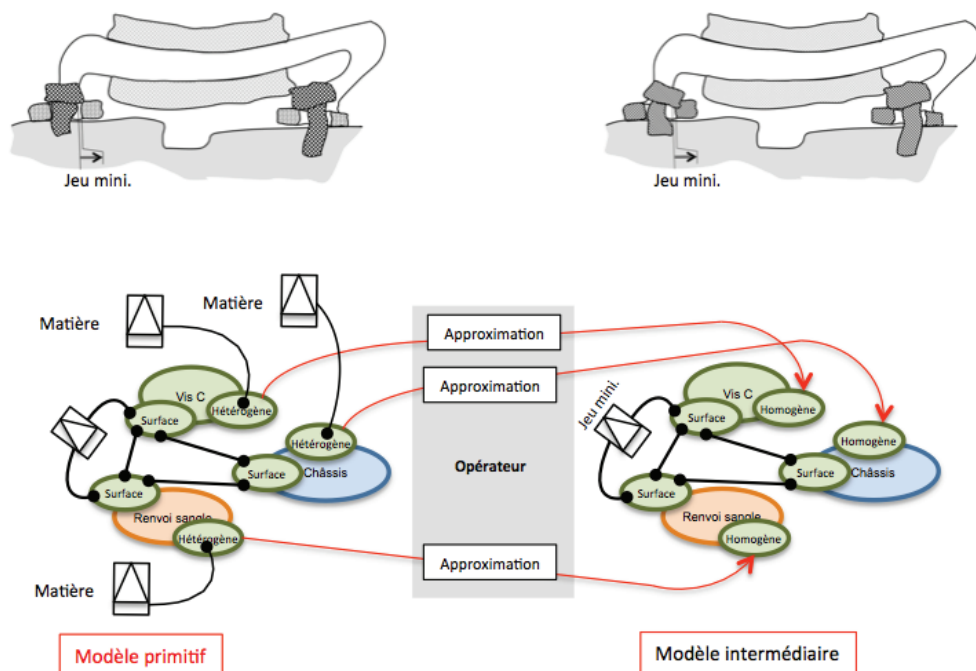 Jeu mini.
Jeu mini.
Matière
Matière
Approximation
Approximation
Opérateur
Approximation
Vis C
Hétérogène
Surface
Hétérogène
Surface
Châssis
Surface
Renvoi sangle
Hétérogène
Matière
Jeu mini.
Vis C
Homogène
Surface
Homogène
Surface
Châssis
Surface
Renvoi sangle
Homogène
Modèle primitif
Modèle intermédiaire